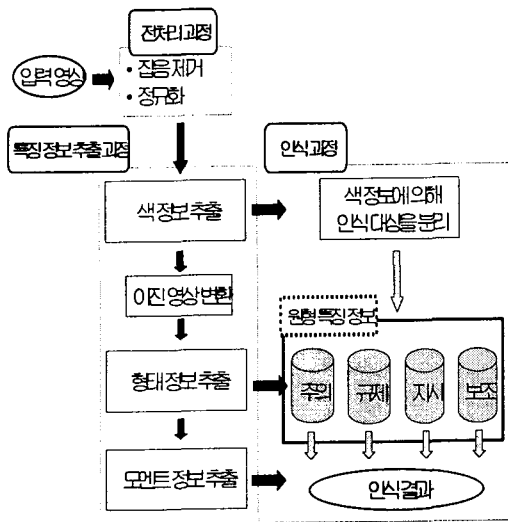 전처리과정
입력영상
• 잡음제거
• 정규화
특징정보추출과정
인식과정
색정보추출
색정보에의해
인식대상을분리
이진영상변환
원형특징정보
형태정보추출
주의
규제
지시
보조
모멘트정보추출
인식결과